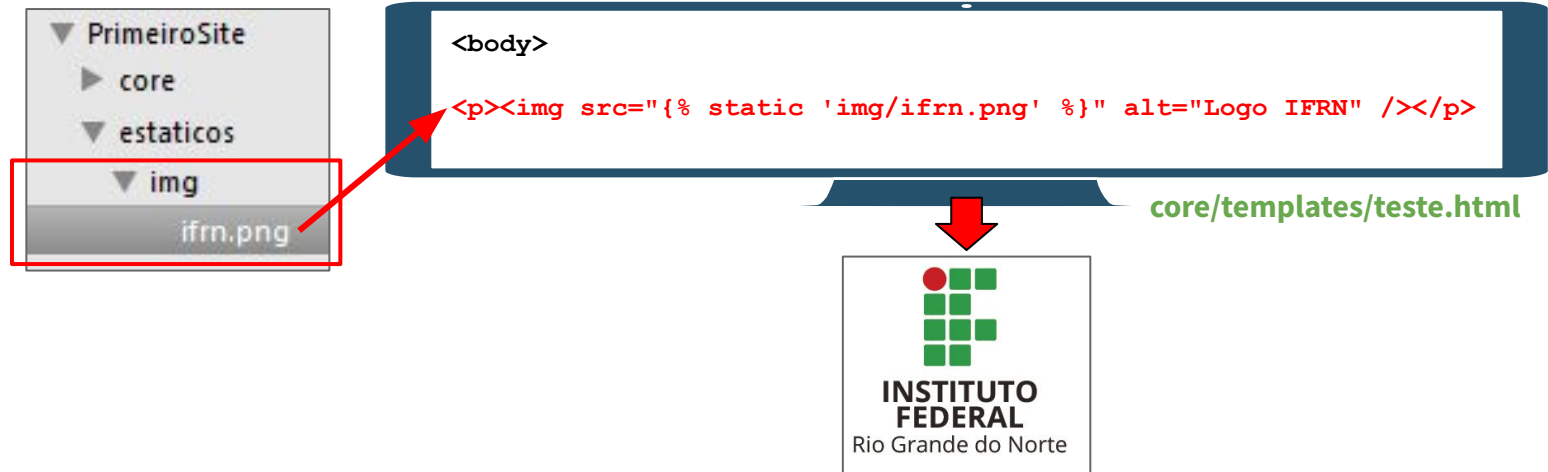 PrimeiroSite
core
estaticos
img
ifrn.png
<body>
<p><img src="{% static 'img/ifrn.png' %}" alt="Logo IFRN" /></p>
core/templates/teste.html
INSTITUTO
FEDERAL
Rio Grande do Norte